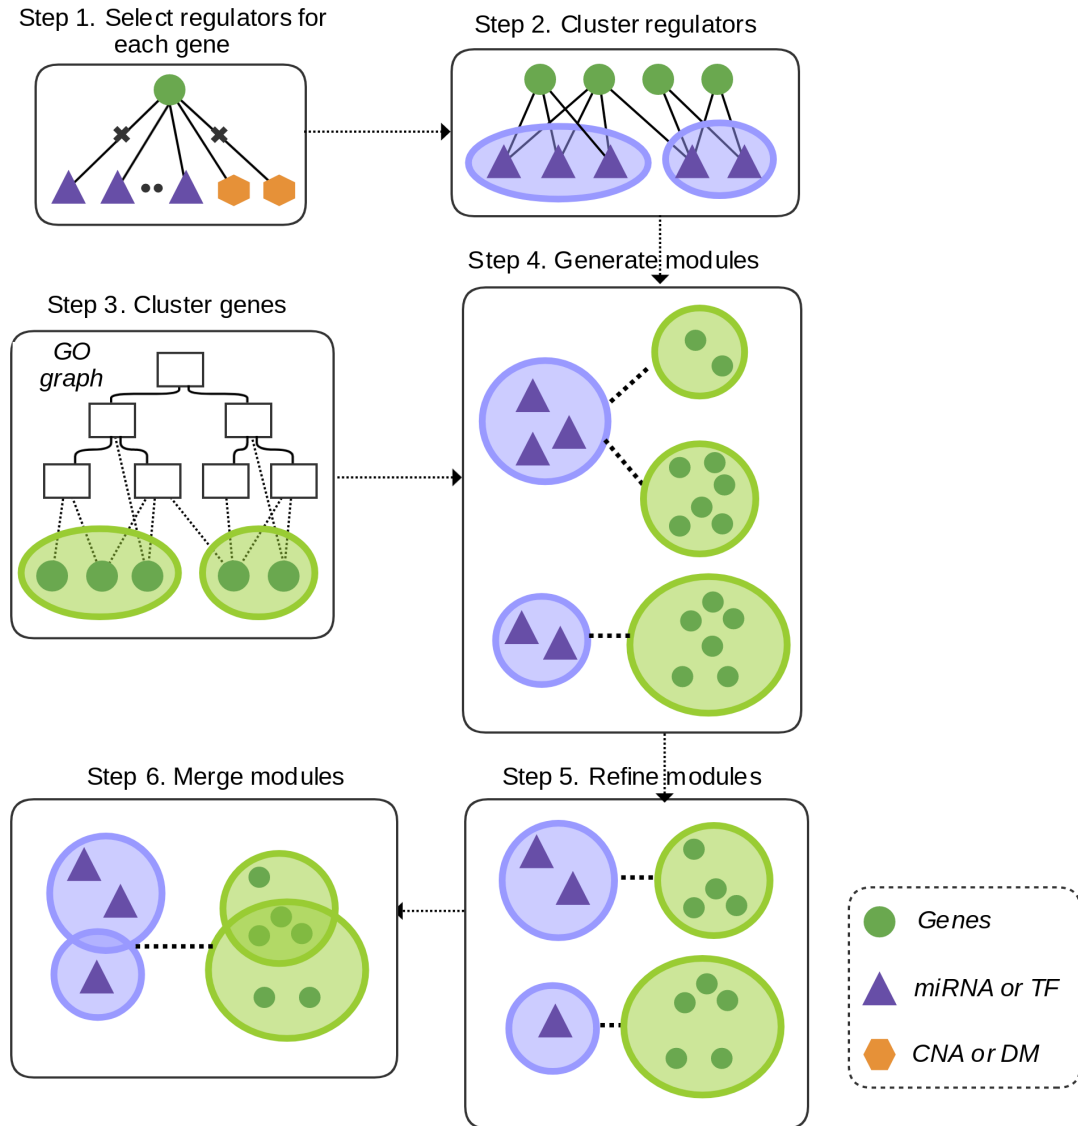 Step 1. Select regulators for
each gene
Step 2. Cluster regulators
Step 3. Cluster genes
GO
graph
Step 4. Generate modules
Step 5. Refine modules
Step 6. Merge modules
Genes
miRNA or TF
CNA or DM